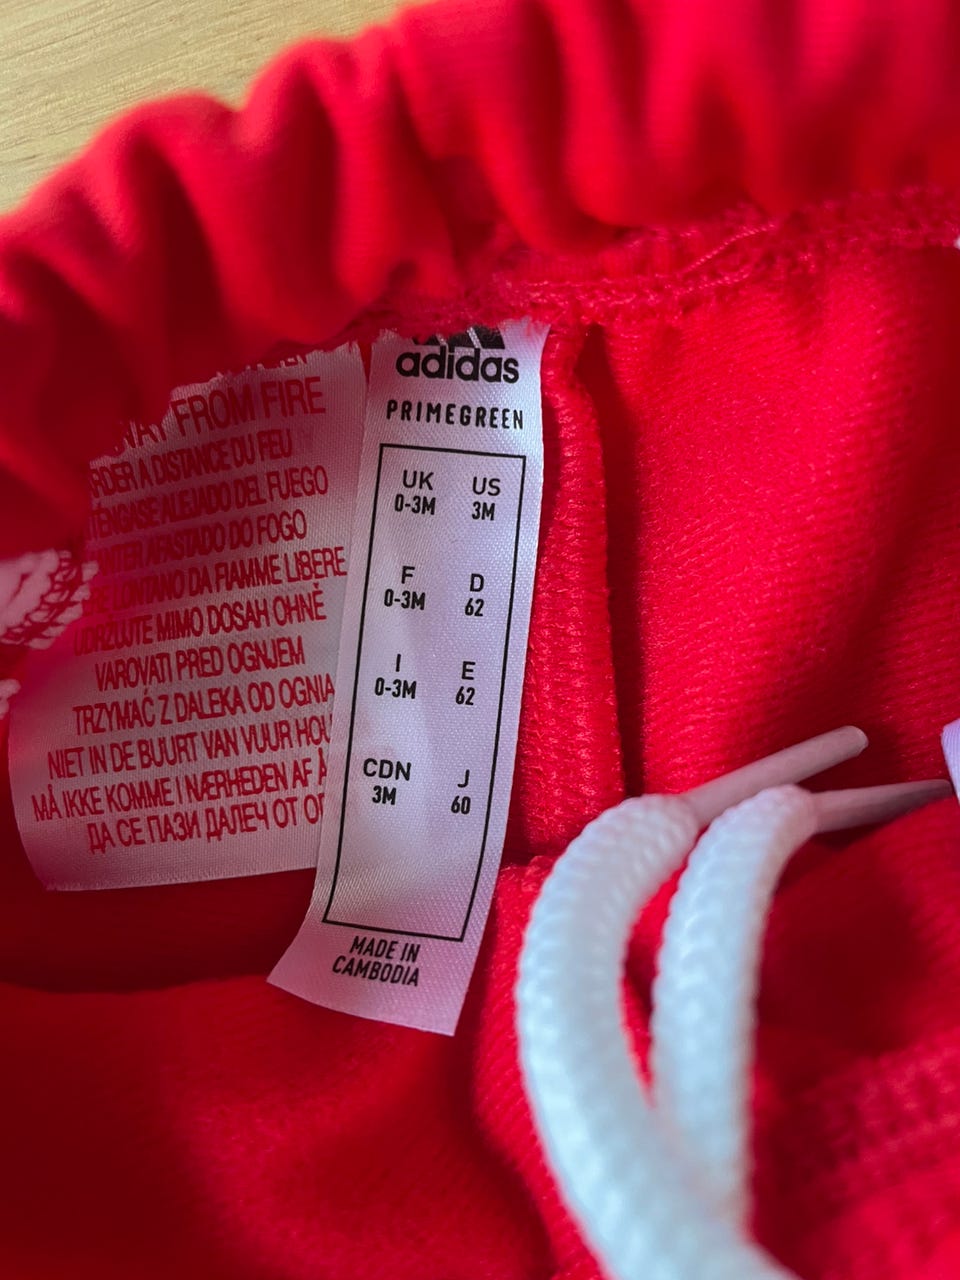 FROM FIRE
A DISTANCE DU FEU
ALEJADO DEL FUEGO
AFASTADO DO FOGO
LONTANO DA FIAMME LIBERE
UDRŽUJTE MIMO DOSAH OHNĚ
VAROVATI PRED OGNJEM
TRZYMAĆ Z DALEKA OD OGNIA
NIET IN DE BUURT VAN VUUR
MÅ IKKE KOMME I NÆRHEDEN AF
ДА СЕ ПАЗИ ДАЛЕЧ ОТ
adidas
PRIMEGREEN
UK US
0-3M 3M
F D
0-3M 62
I E
0-3M 62
CDN J
3M 60
MADE IN
CAMBODIA